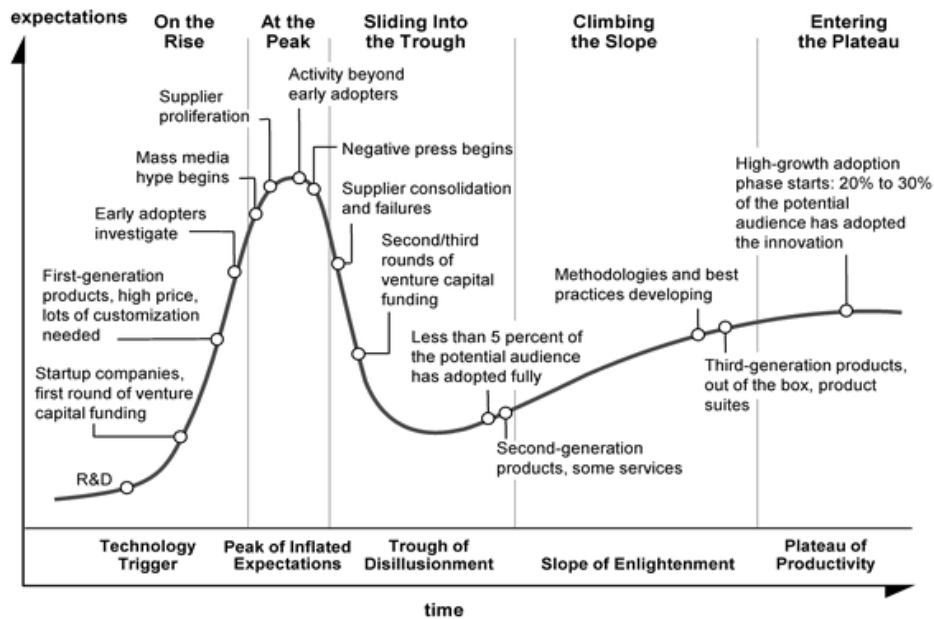 expectations
On the
Rise
At the
Peak
Sliding Into
the Trough
Climbing
the Slope
Entering
the Plateau
Activity beyond
early adopters
Supplier
proliferation
Negative press begins
Mass media
hype begins
High-growth adoption
phase starts: 20% to 30%
of the potential
audience has adopted
the innovation
Supplier consolidation
and failures
Early adopters
investigate
Second/third
rounds of
venture capital
funding
First-generation
products, high price,
lots of customization
needed
Methodologies and best
practices developing
Less than 5 percent of
the potential audience
has adopted fully
Third-generation products,
out of the box, product
suites
Startup companies,
first round of venture
capital funding
Second-generation
products, some services
R&D
Technology
Trigger
Peak of Inflated
Expectations
Trough of
Disillusionment
Slope of Enlightenment
Plateau of
Productivity
time